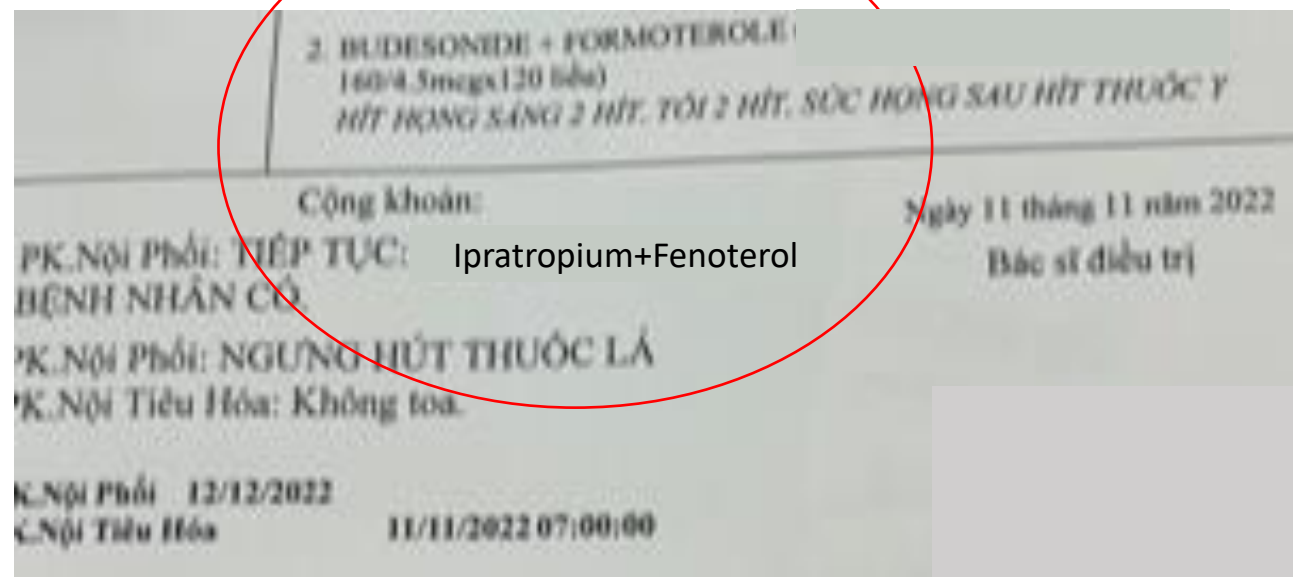 2. BUDESONIDE + FORMOTEROLE (
160/4.5mcgx120 liều)
HÍT HỌNG SÁNG 2 HÍT, TỐI 2 HÍT, SÚC HỌNG SAU HÍT THUỐC Y
Cộng khoản:
Ngày 11 tháng 11 năm 2022
PK.Nội Phổi: TIẾP TỤC: Ipratropium+Fenoterol
Bác sĩ điều trị
BỆNH NHÂN CÓ.
PK.Nội Phổi: NGƯNG HÚT THUỐC LÁ
PK.Nội Tiêu Hóa: Không toa.
K.Nội Phổi 12/12/2022
K.Nội Tiêu Hóa 11/11/2022 07:00:00